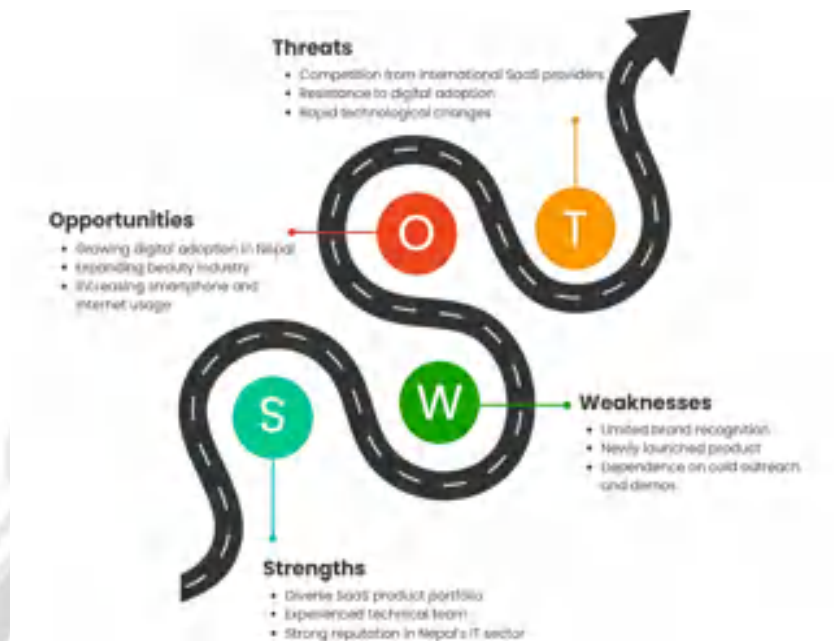 Threats
• Competition from international SaaS providers
• Resistance to digital adoption
• Rapid technological changes
O
T
Opportunities
• Growing digital adoption in Nepal
• Expanding beauty industry
• Increasing smartphone and
internet usage
S
W
Weaknesses
• Limited brand recognition
• Newly launched product
• Dependence on cold outreach
and demos
Strengths
• Diverse SaaS product portfolio
• Experienced technical team
• Strong reputation in Nepal's IT sector